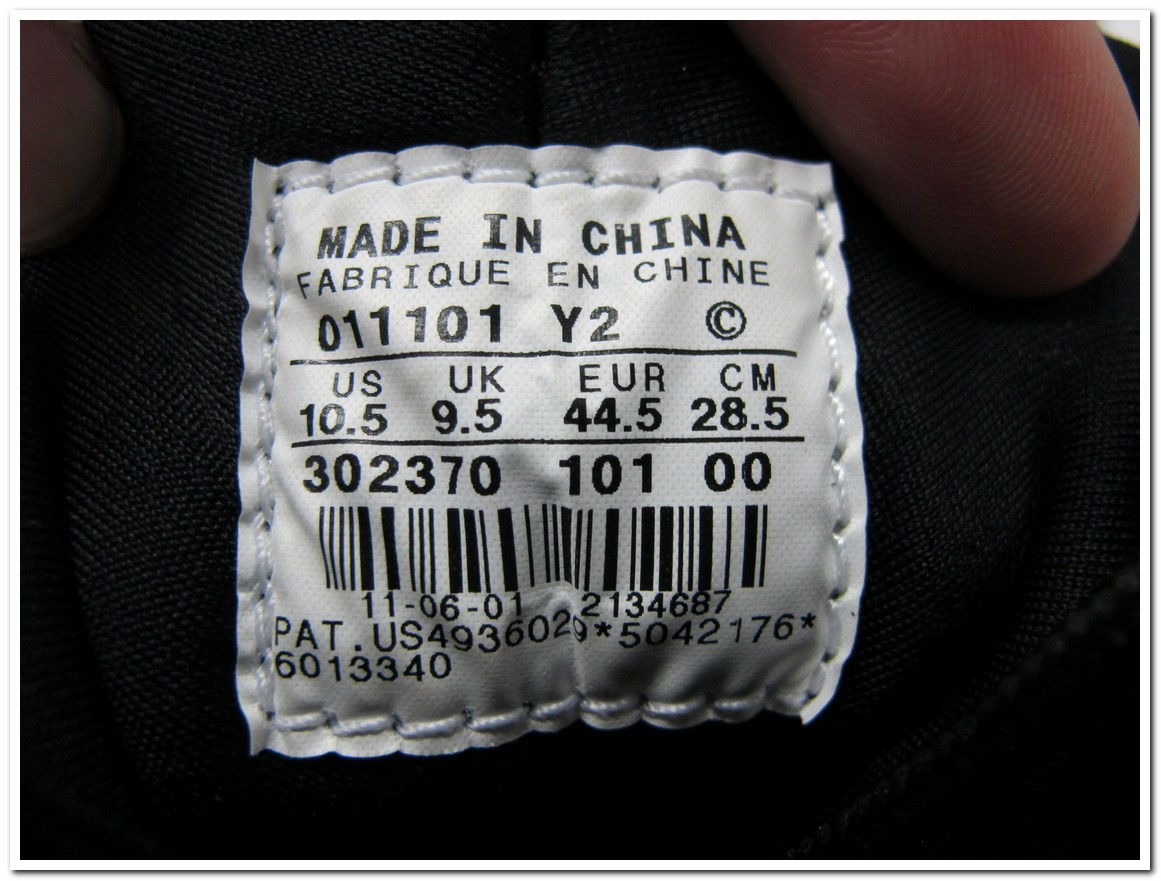 MADE IN CHINA
FABRIQUE EN CHINE
011101 Y2 ©
US UK EUR CM
10.5 9.5 44.5 28.5
302370 101 00
11-06-01 2134687
PAT.US4936029*5042176*
6013340